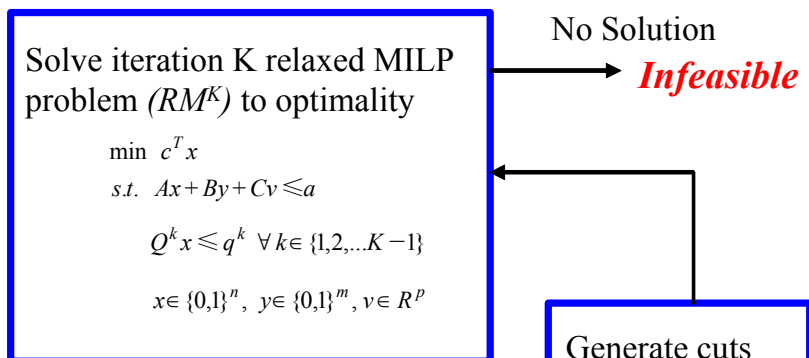 Solve iteration K relaxed MILP
problem (RM^K) to optimality
min c^T x
s.t. Ax + By + Cv ≤ a
Q^k x ≤ q^k ∀ k ∈ {1,2,...K −1}
x ∈ {0,1}^n, y ∈ {0,1}^m, v ∈ R^p
No Solution
Infeasible
Generate cuts